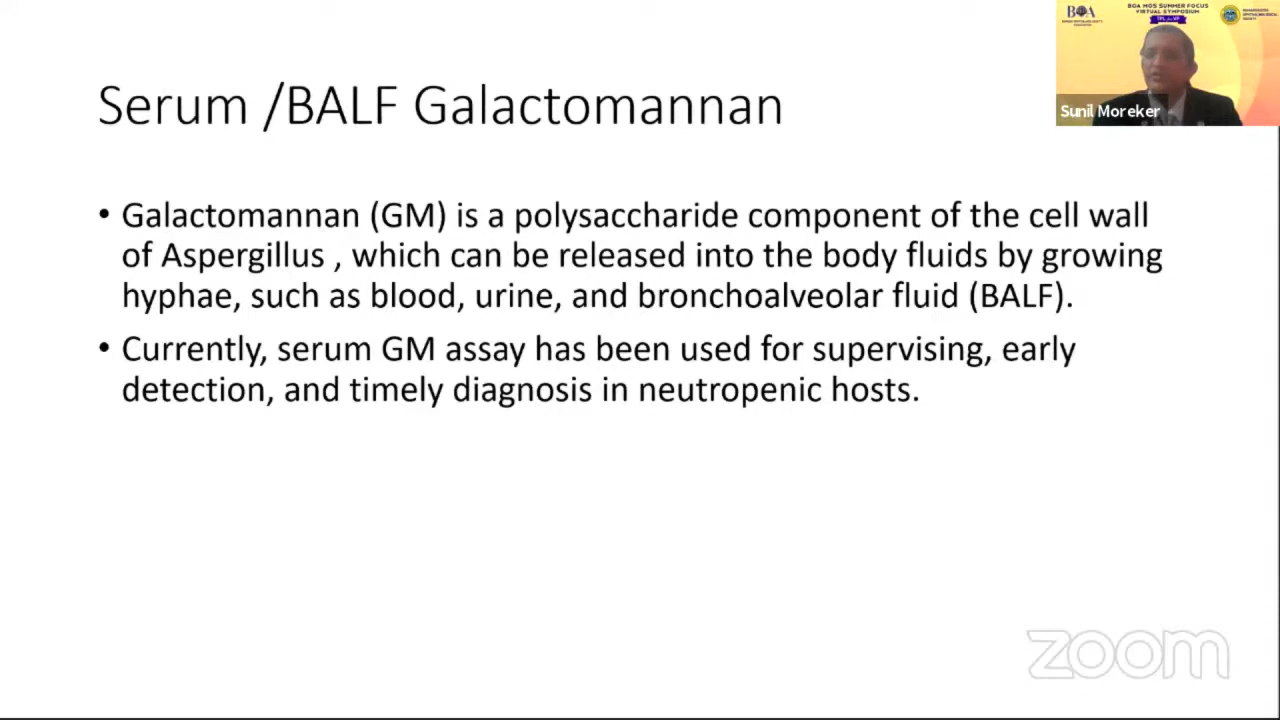 BOA
BOA MOS SUMMER FOCUS
VIRTUAL SYMPOSIUM
Sunil Moreker
Serum /BALF Galactomannan
• Galactomannan (GM) is a polysaccharide component of the cell wall
of Aspergillus , which can be released into the body fluids by growing
hyphae, such as blood, urine, and bronchoalveolar fluid (BALF).
• Currently, serum GM assay has been used for supervising, early
detection, and timely diagnosis in neutropenic hosts.
zoom